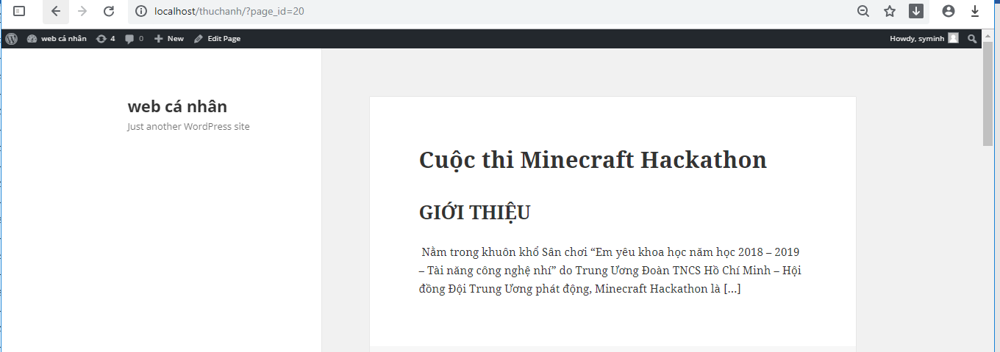 localhost/thuchanh/?page_id=20
web cá nhân 4 0 New Edit Page Howdy, syminh
web cá nhân
Just another WordPress site
Cuộc thi Minecraft Hackathon
GIỚI THIỆU
Nằm trong khuôn khổ Sân chơi “Em yêu khoa học năm học 2018 – 2019
– Tài năng công nghệ nhí” do Trung Ương Đoàn TNCS Hồ Chí Minh – Hội
đồng Đội Trung Ương phát động, Minecraft Hackathon là […]